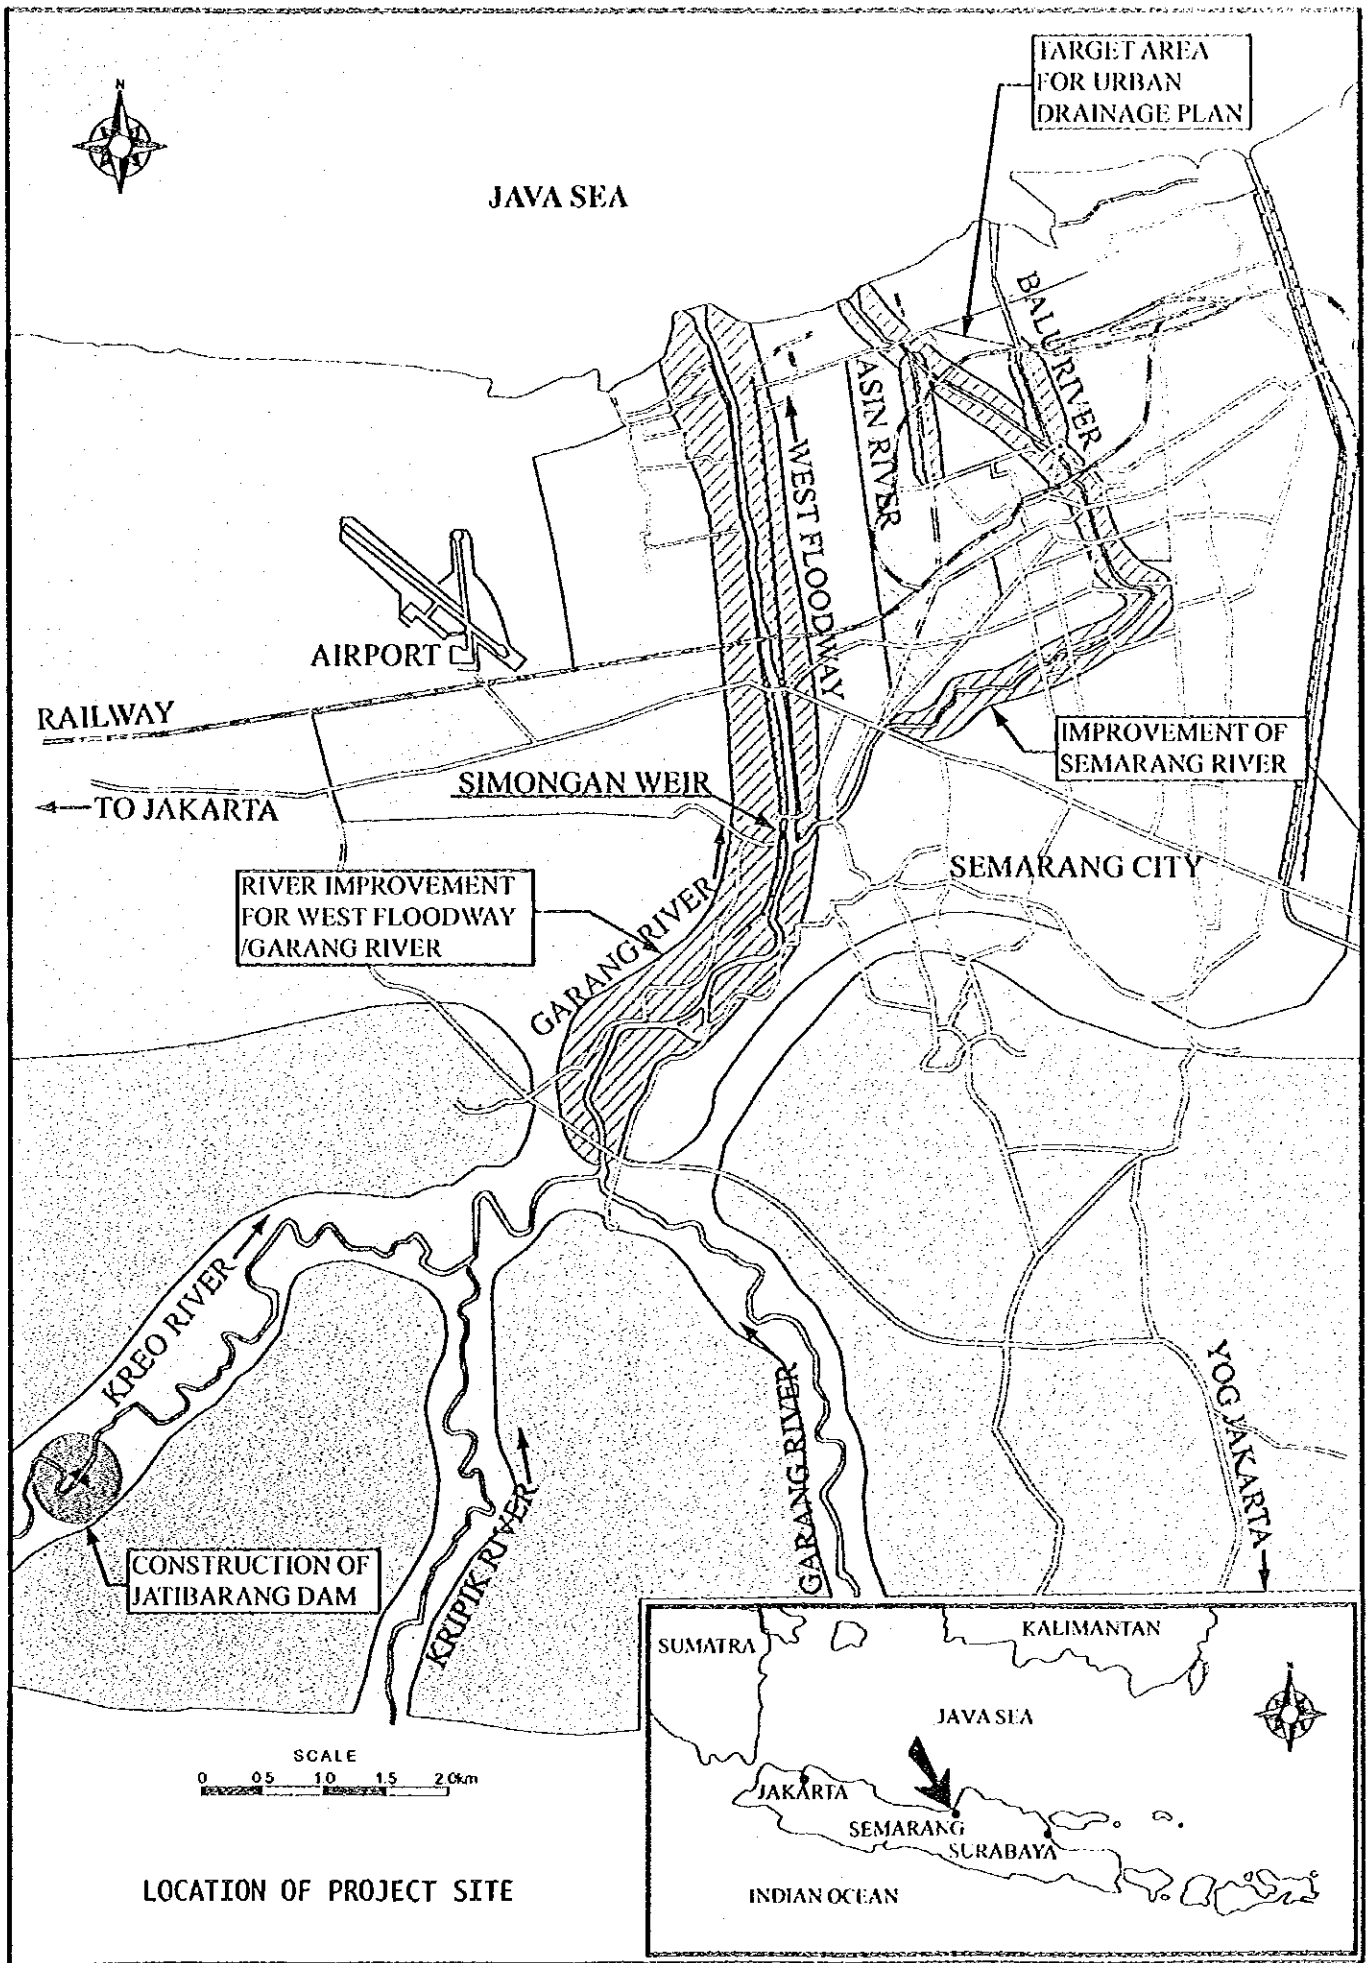 TARGET AREA
FOR URBAN
DRAINAGE PLAN
N
JAVA SEA
BALU RIVER
ASIN RIVER
WEST FLOODWAY
AIRPORT
RAILWAY
IMPROVEMENT OF
SEMARANG RIVER
SIMONGAN WEIR
TO JAKARTA
SEMARANG CITY
RIVER IMPROVEMENT
FOR WEST FLOODWAY
/GARANG RIVER
GARANG RIVER
KREO RIVER
YOGYAKARTA
GARANG RIVER
KRIPIK RIVER
CONSTRUCTION OF
JATIBARANG DAM
SUMATRA
KALIMANTAN
N
JAVA SEA
JAKARTA
SEMARANG
SURABAYA
INDIAN OCEAN
SCALE
0 0.5 1.0 1.5 2.0km
LOCATION OF PROJECT SITE